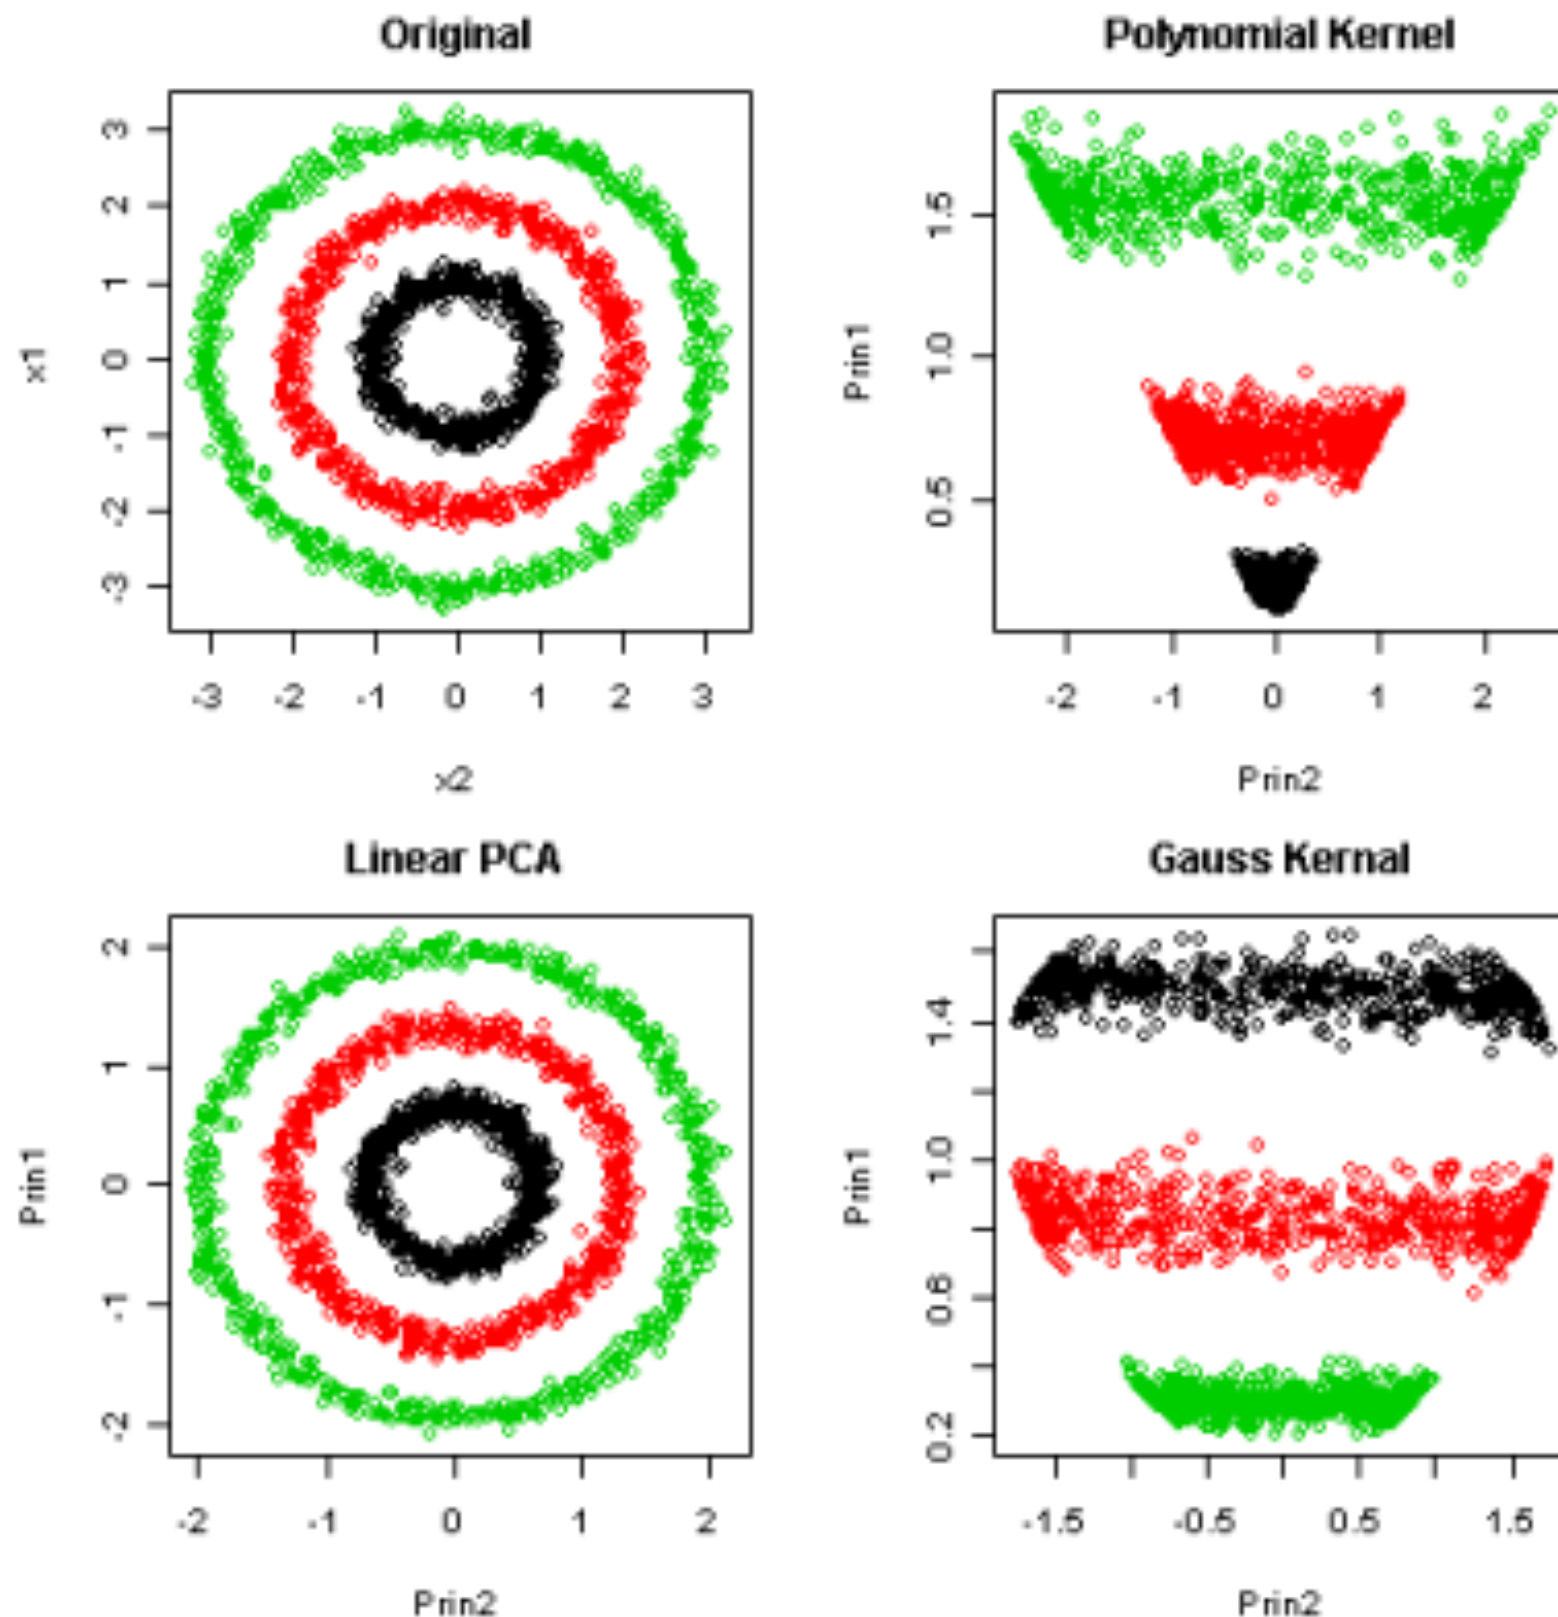 Original
3
2
1
0
-1
-2
-3
x1
-3 -2 -1 0 1 2 3
x2
Polynomial Kernel
1.5
1.0
0.5
Prin1
-2 -1 0 1 2
Prin2
Linear PCA
2
1
0
-1
-2
Prin1
-2 -1 0 1 2
Prin2
Gauss Kernal
1.4
1.0
0.6
0.2
Prin1
-1.5 -0.5 0.5 1.5
Prin2